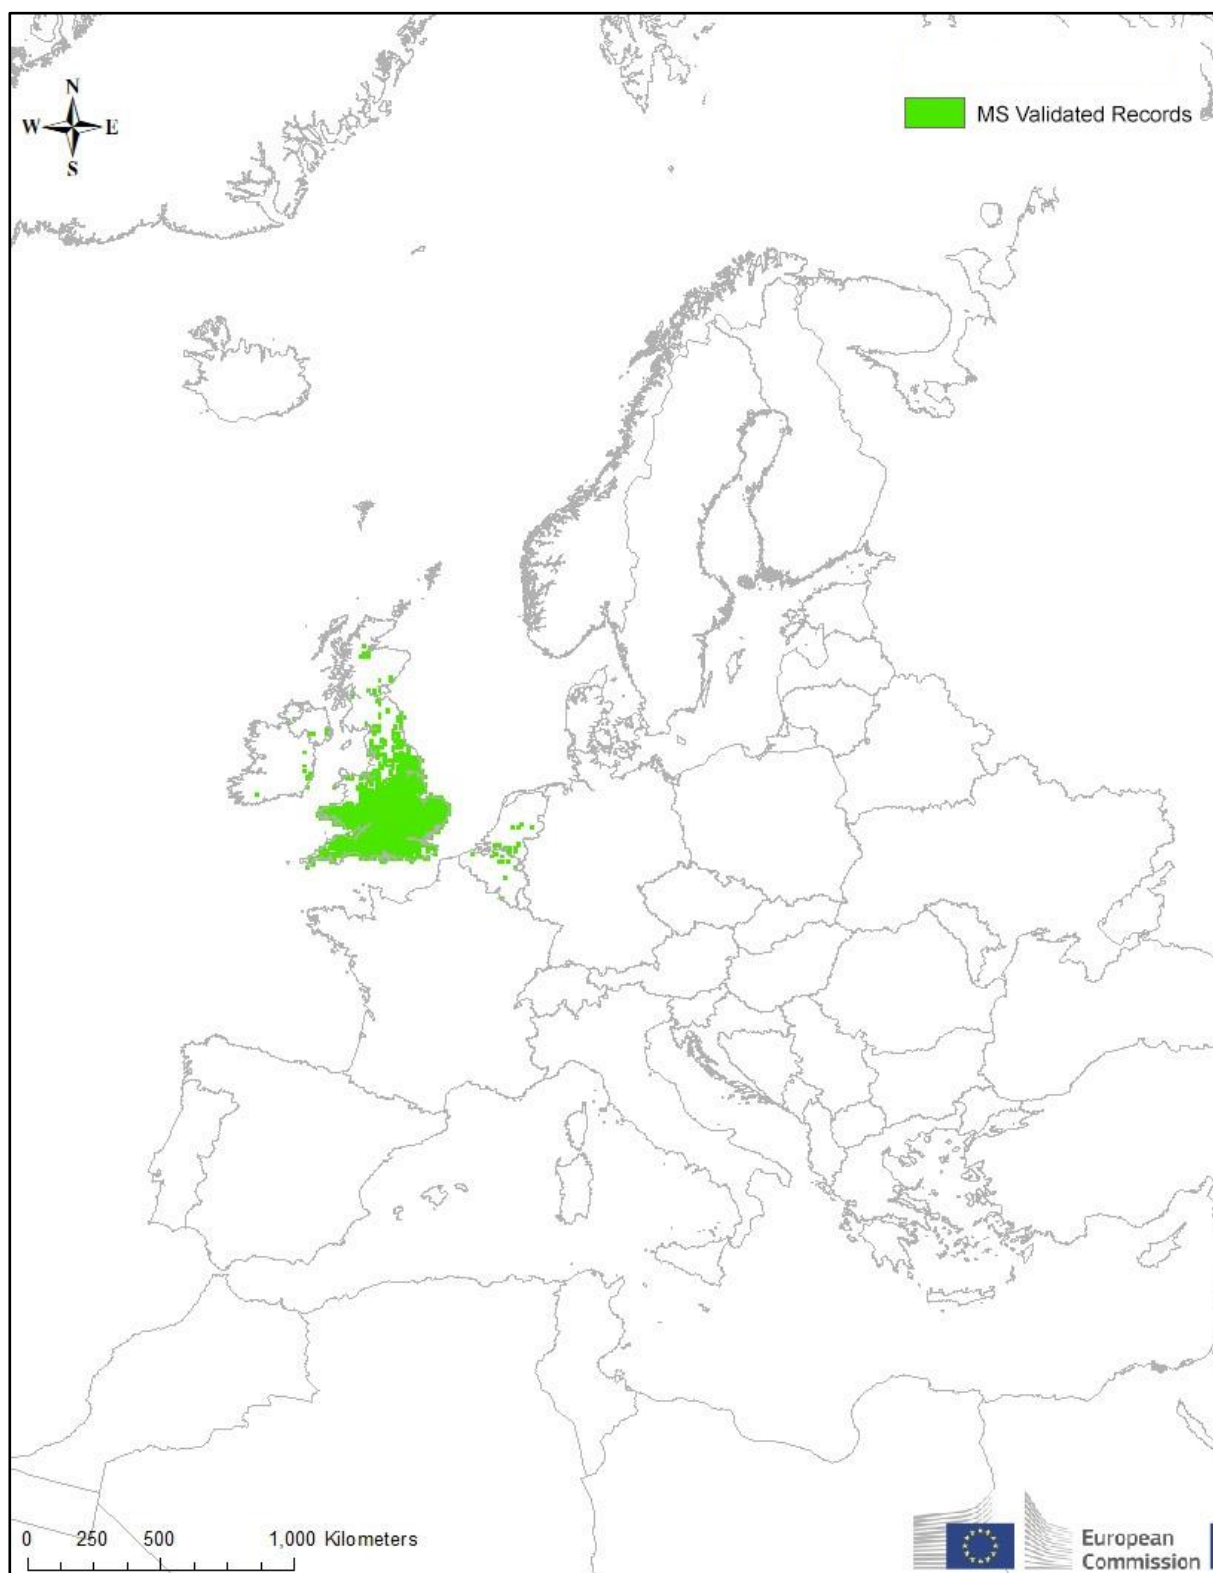 N
W E
S
MS Validated Records
0 250 500 1,000 Kilometers
European
Commission